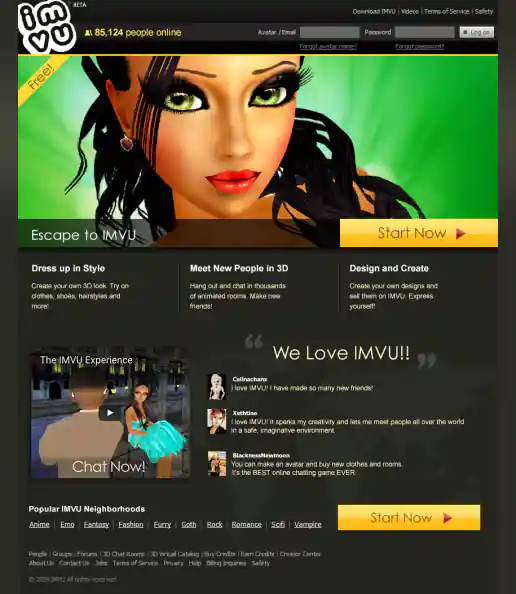 imvu
BETA
Download IMVU | Videos | Terms of Service | Safety
85,124 people online
Avatar / Email
Password
Log on
Forgot avatar name?
Forgot password?
Free!
Escape to IMVU
Start Now
Dress up in Style
Create your own 3D look. Try on
clothes, shoes, hairstyles and
more!
Meet New People in 3D
Hang out and chat in thousands
of animated rooms. Make new
friends!
Design and Create
Create your own designs and
sell them on IMVU. Express
yourself!
The IMVU Experience
Chat Now!
“ We Love IMVU!! ”
Celinachanx
I love IMVU! I have made so many new friends!
Xethtine
I love IMVU! It sparks my creativity and lets me meet people all over the world
in a safe, imaginative environment.
BlacknessNewmoon
You can make an avatar and buy new clothes and rooms.
It's the BEST online chatting game EVER.
Popular IMVU Neighborhoods
Anime | Emo | Fantasy | Fashion | Furry | Goth | Rock | Romance | Scifi | Vampire
Start Now
People | Groups | Forums | 3D Chat Rooms | 3D Virtual Catalog | Buy Credits | Earn Credits | Creator Center
About Us Contact Us Jobs Terms of Service Privacy Help Billing Inquiries Safety
© 2009 IMVU All rights reserved